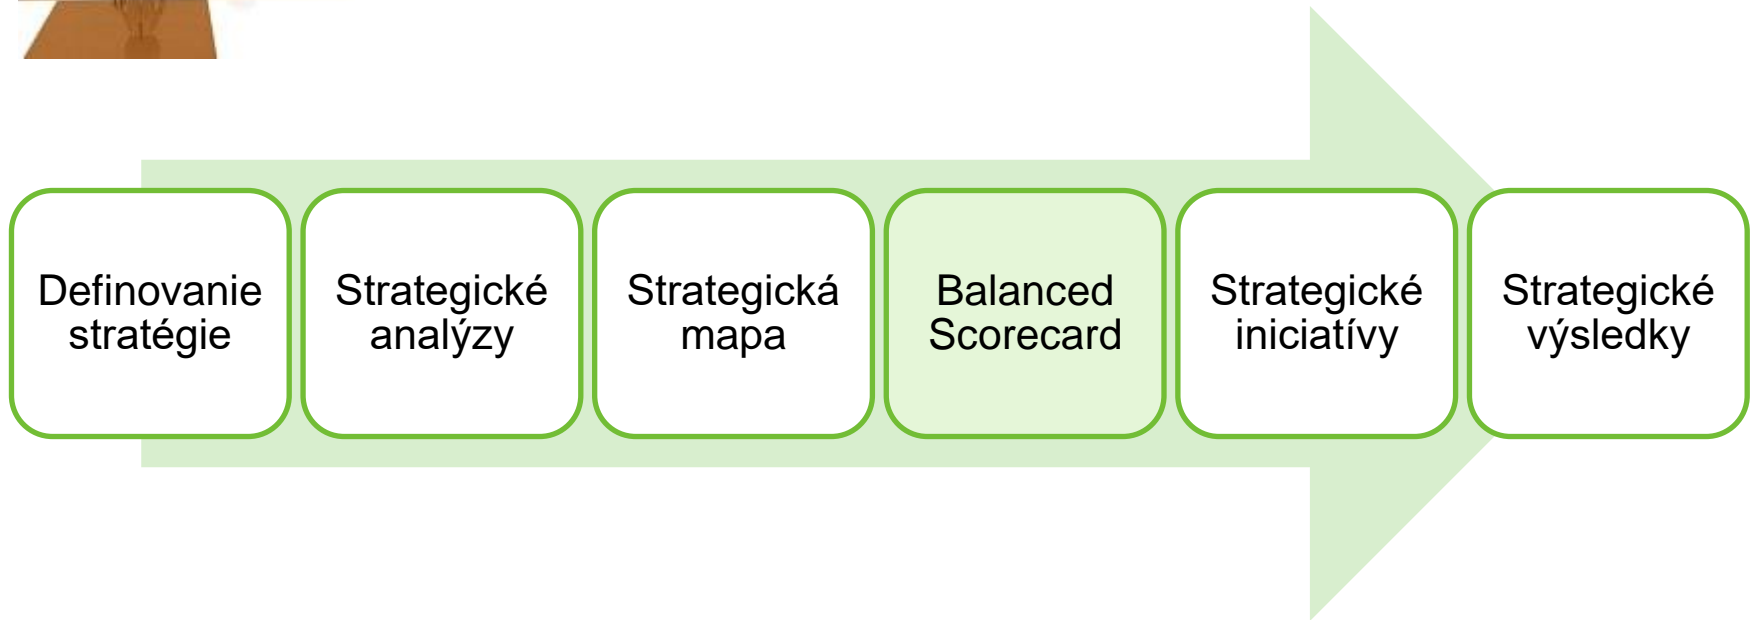 Definovanie
stratégie
Strategické
analýzy
Strategická
mapa
Balanced
Scorecard
Strategické
iniciatívy
Strategické
výsledky